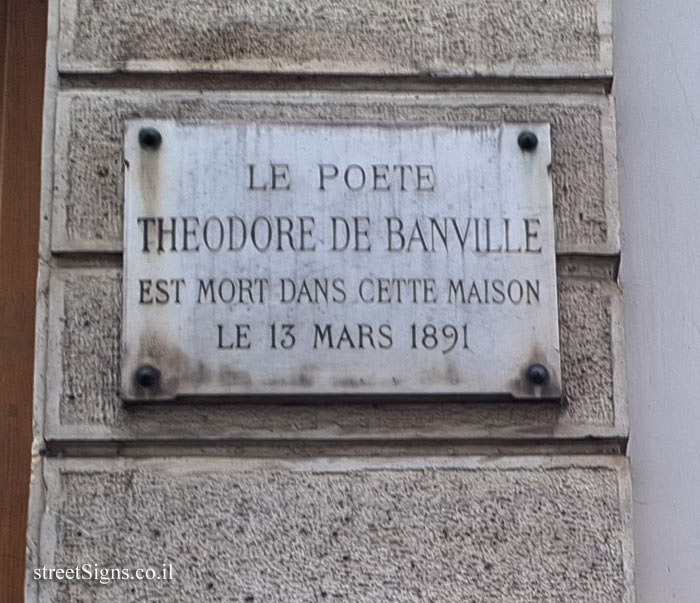 LE POETE
THEODORE DE BANVILLE
EST MORT DANS CETTE MAISON
LE 13 MARS 1891
streetSigns.co.il